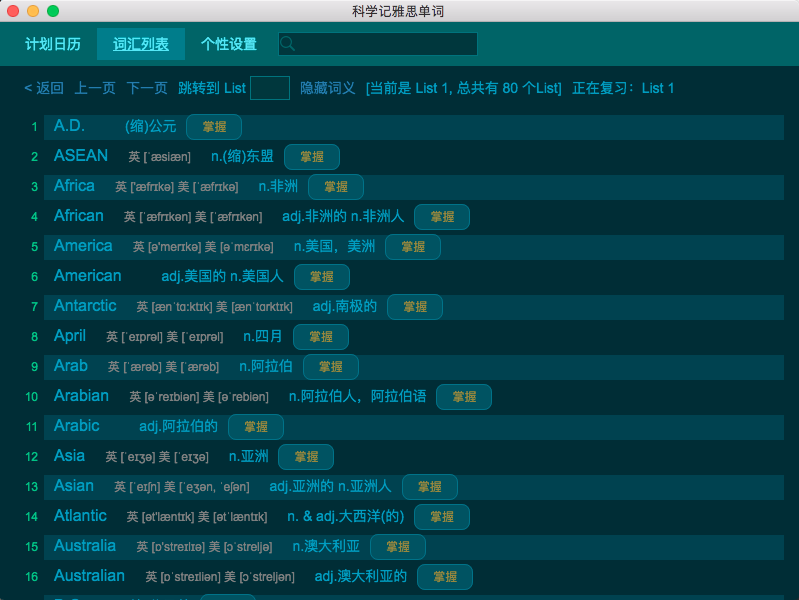 科学记雅思单词
计划日历 词汇列表 个性设置
< 返回 上一页 下一页 跳转到 List 隐藏词义 [当前是 List 1, 总共有 80 个List] 正在复习：List 1
1 A.D. (缩)公元 掌握
2 ASEAN 英 [ˈæsiæn] n.(缩)东盟 掌握
3 Africa 英 ['æfrɪkə] 美 [ˈæfrɪkə] n.非洲 掌握
4 African 英 [ˈæfrɪkən] 美 [ˈæfrɪkən] adj.非洲的 n.非洲人 掌握
5 America 英 [ə'merɪkə] 美 [əˈmɛrɪkə] n.美国，美洲 掌握
6 American adj.美国的 n.美国人 掌握
7 Antarctic 英 [ænˈtɑːktɪk] 美 [ænˈtɑrktɪk] adj.南极的 掌握
8 April 英 [ˈeɪprəl] 美 [ˈeɪprəl] n.四月 掌握
9 Arab 英 [ˈærəb] 美 [ˈærəb] n.阿拉伯 掌握
10 Arabian 英 [əˈreɪbiən] 美 [əˈrebiən] n.阿拉伯人，阿拉伯语 掌握
11 Arabic adj.阿拉伯的 掌握
12 Asia 英 [ˈeɪʒə] 美 [ˈeɪʒə] n.亚洲 掌握
13 Asian 英 [ˈeɪʃn] 美 [ˈeʒən, ˈeʃən] adj.亚洲的 n.亚洲人 掌握
14 Atlantic 英 [ət'læntɪk] 美 [ətˈlæntɪk] n. & adj.大西洋(的) 掌握
15 Australia 英 [ɒ'streɪlɪə] 美 [ɔˈstreljə] n.澳大利亚 掌握
16 Australian 英 [ɒˈstreɪliən] 美 [ɔˈstreljən] adj.澳大利亚的 掌握